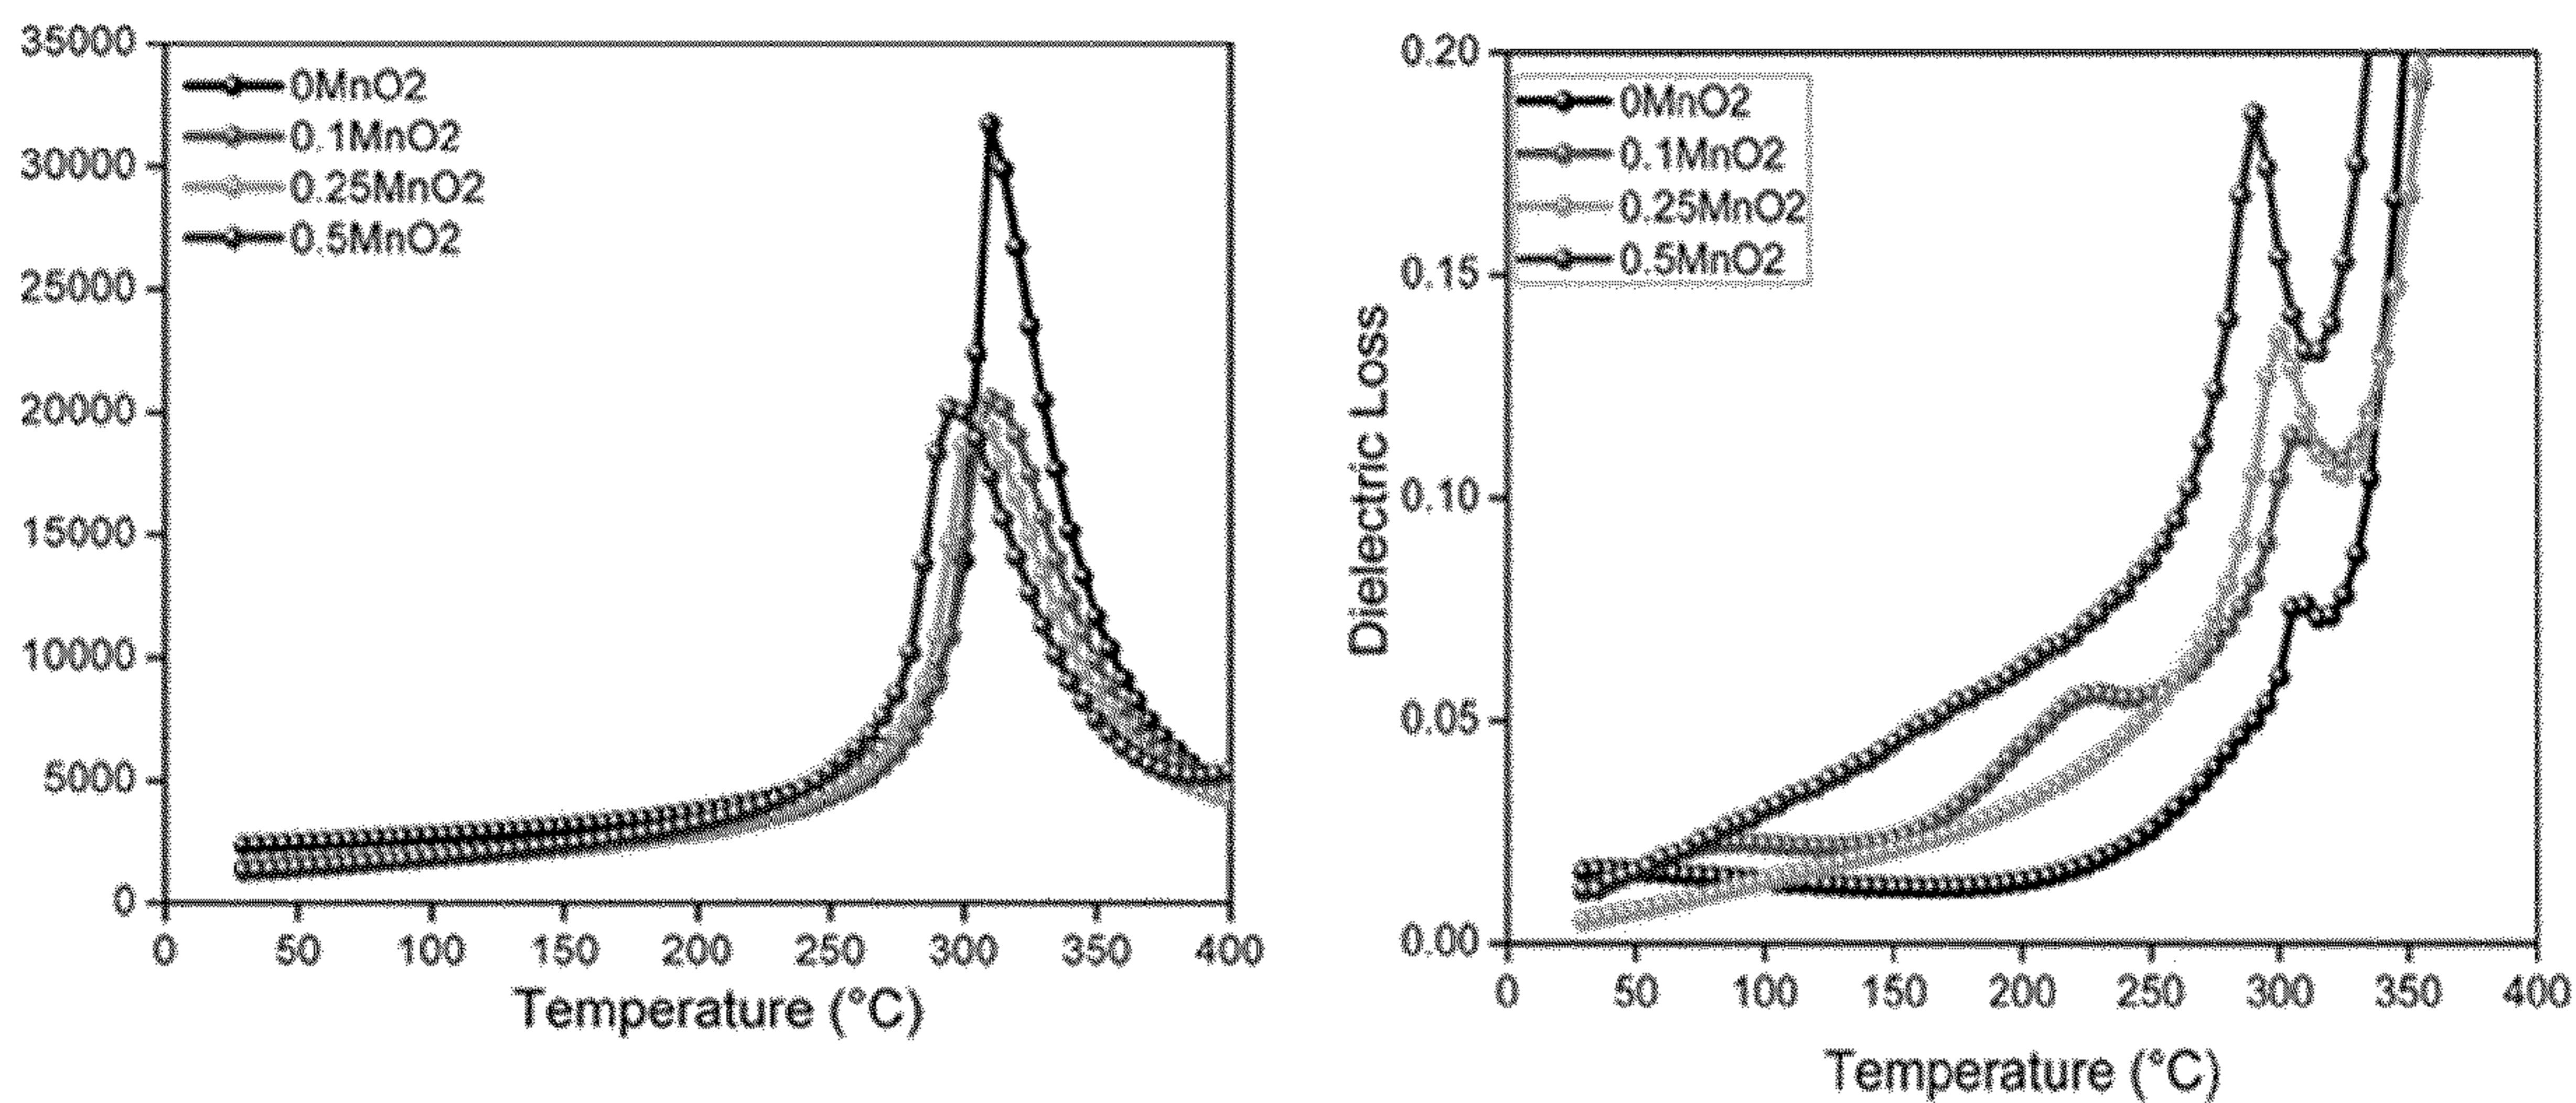 35000
30000
25000
20000
15000
10000
5000
0
0MnO2
0.1MnO2
0.25MnO2
0.5MnO2
0 50 100 150 200 250 300 350 400
Temperature (°C)
Dielectric Loss
0.20
0.15
0.10
0.05
0.00
0MnO2
0.1MnO2
0.25MnO2
0.5MnO2
0 50 100 150 200 250 300 350 400
Temperature (°C)